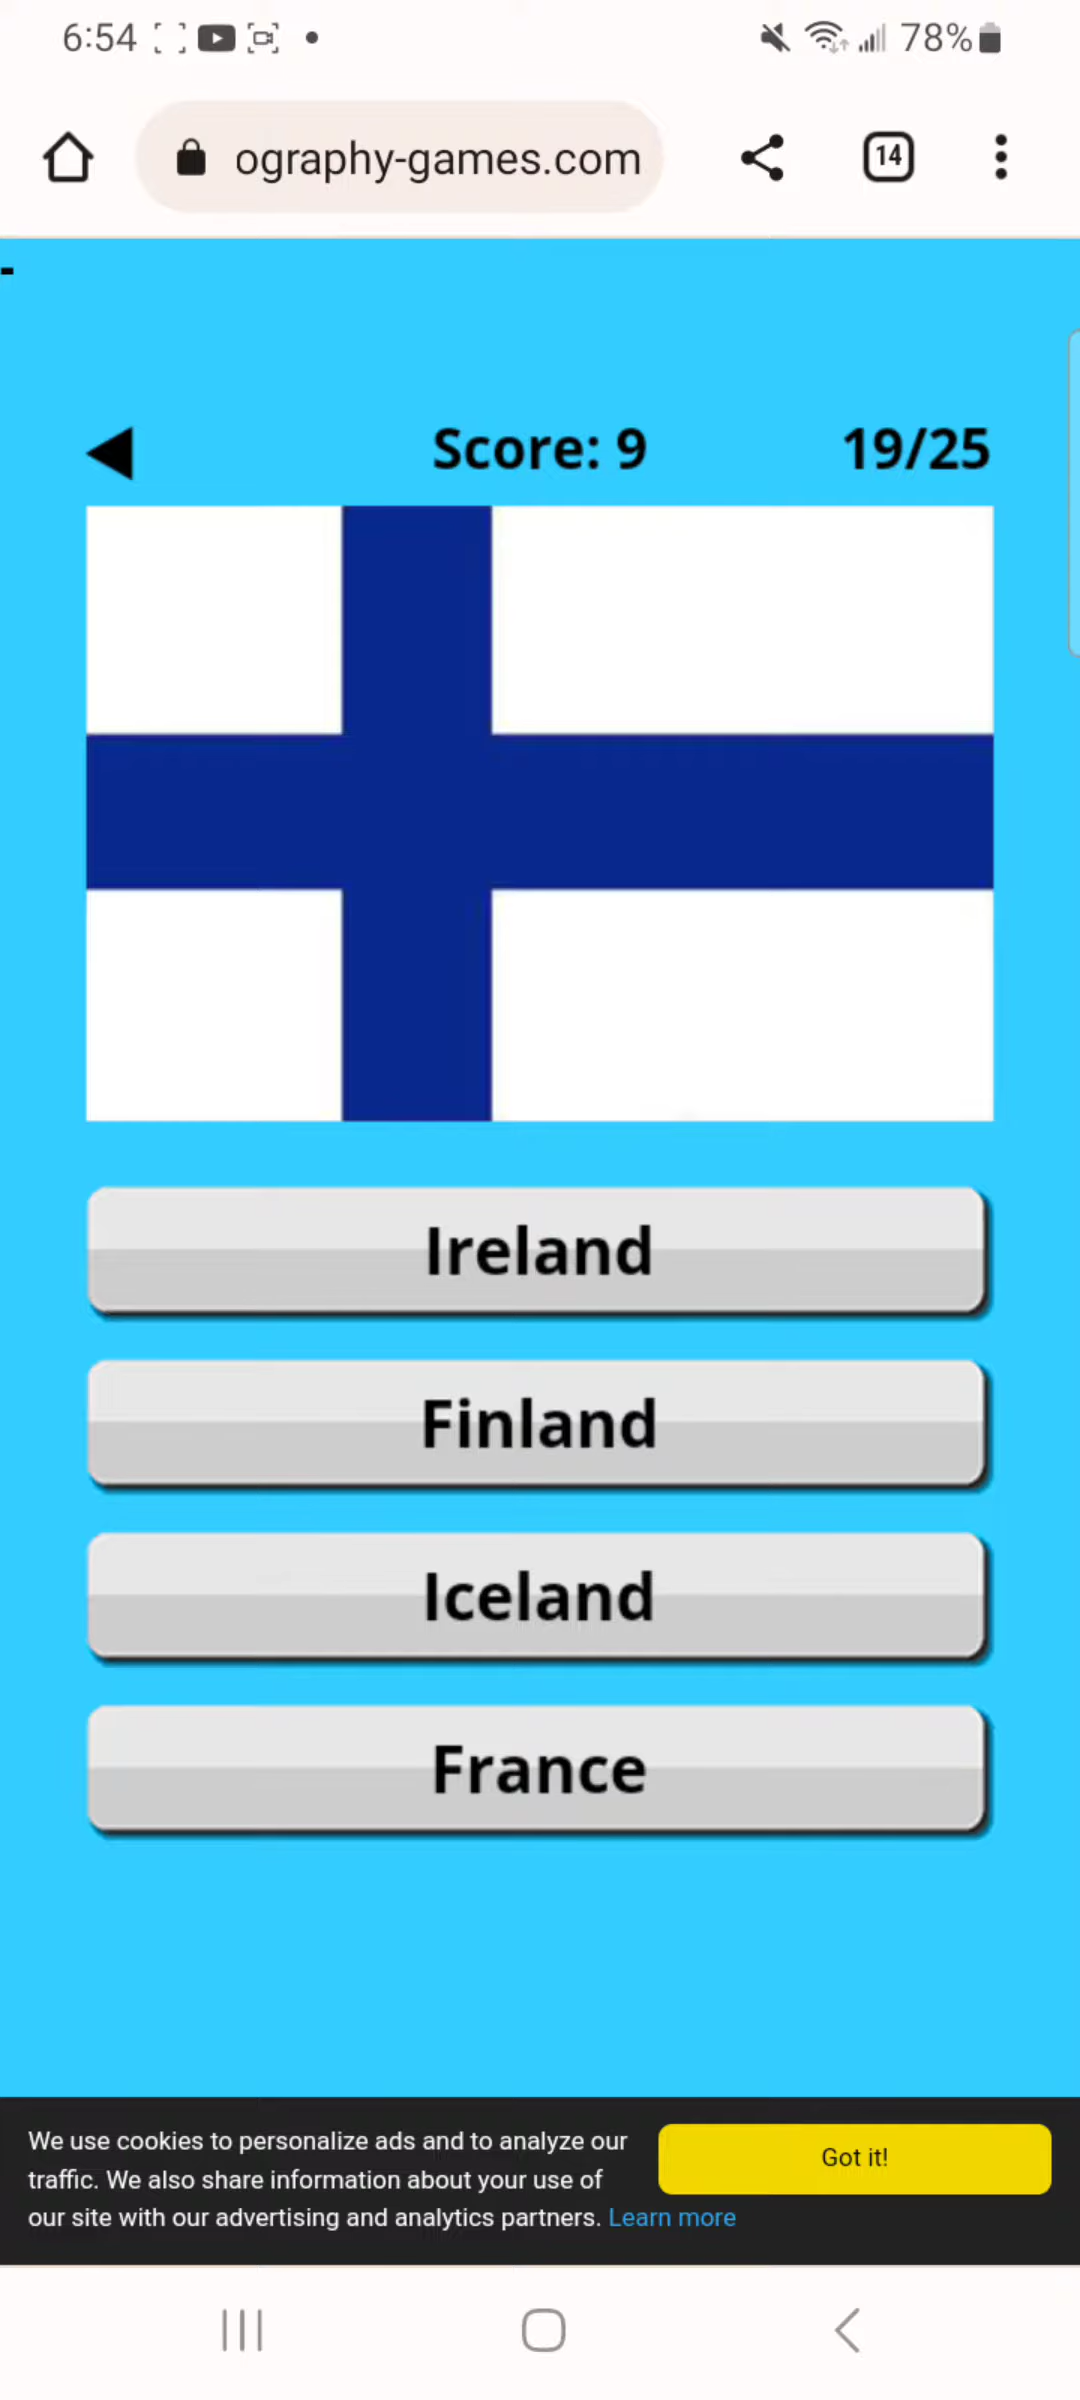 6:54 78%
ography-games.com 14
-
Score: 9 19/25
Ireland
Finland
Iceland
France
We use cookies to personalize ads and to analyze our
traffic. We also share information about your use of
our site with our advertising and analytics partners. Learn more
Got it!